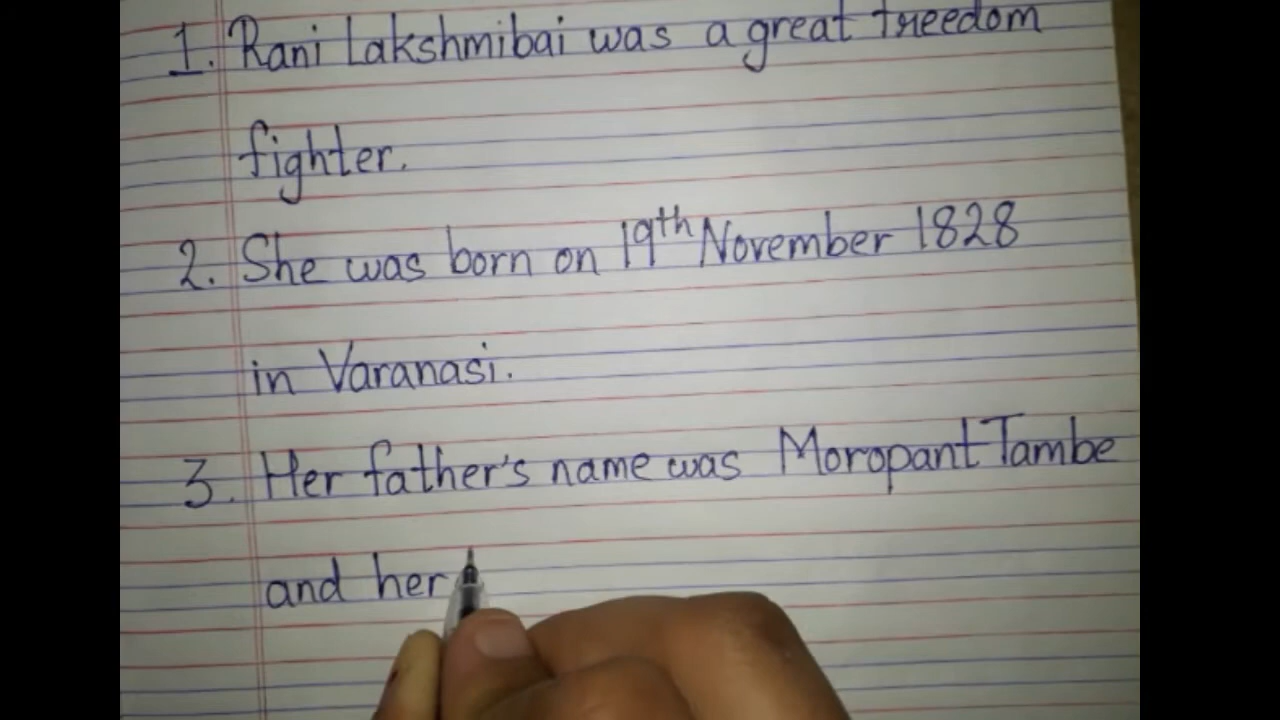 1. Rani Lakshmibai was a great freedom
fighter.
2. She was born on 19th November 1828
in Varanasi.
3. Her father's name was Moropant Tambe
and her